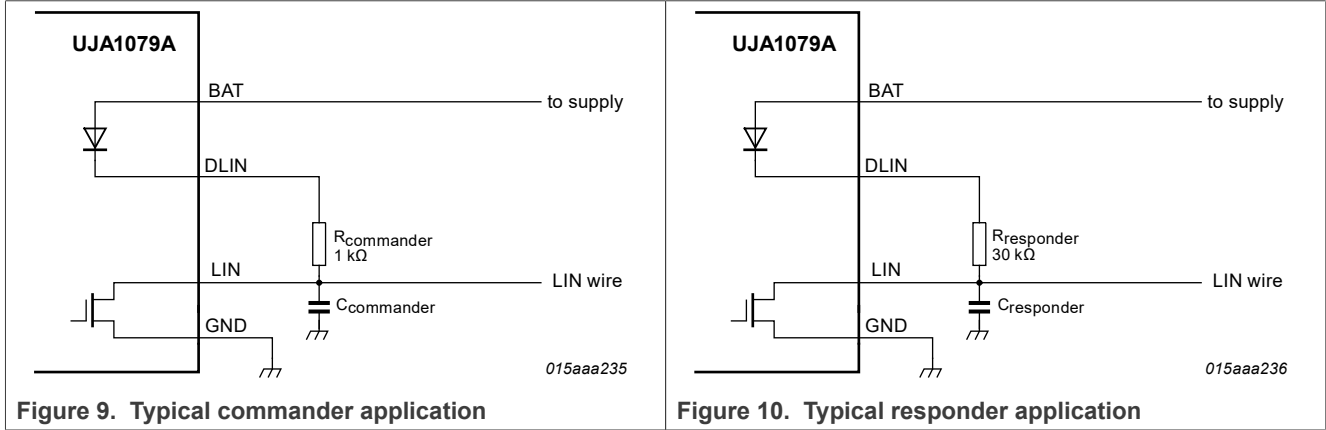 UJA1079A
BAT
to supply
DLIN
Rcommander
1 kΩ
LIN
LIN wire
Ccommander
GND
015aaa235
Figure 9. Typical commander application
UJA1079A
BAT
to supply
DLIN
Rresponder
30 kΩ
LIN
LIN wire
Cresponder
GND
015aaa236
Figure 10. Typical responder application